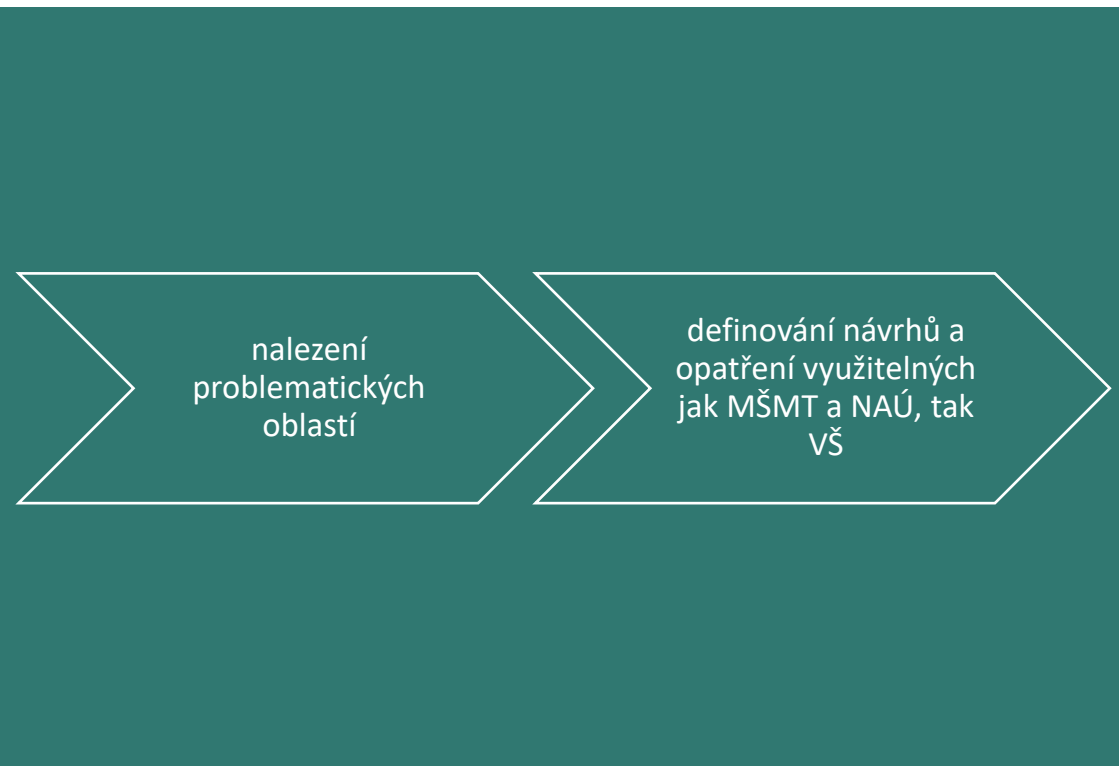 nalezení
problematických
oblastí
definování návrhů a
opatření využitelných
jak MŠMT a NAÚ, tak
VŠ